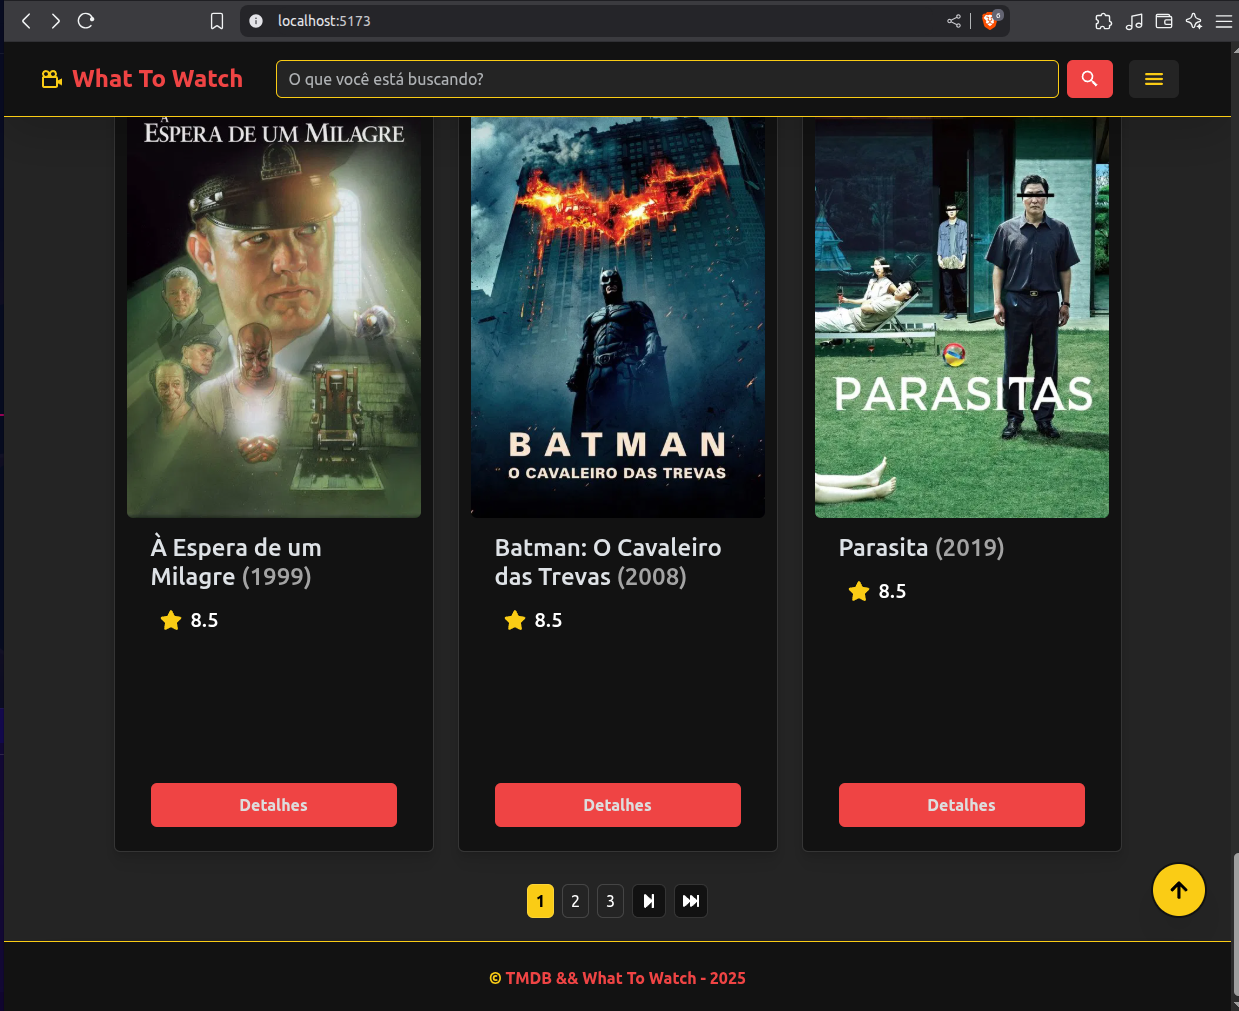 localhost:5173
6
What To Watch
O que você está buscando?
À
ESPERA DE UM MILAGRE
BATMAN
O CAVALEIRO DAS TREVAS
PARASITAS
À Espera de um
Milagre (1999)
8.5
Detalhes
Batman: O Cavaleiro
das Trevas (2008)
8.5
Detalhes
Parasita (2019)
8.5
Detalhes
1 2 3
© TMDB && What To Watch - 2025